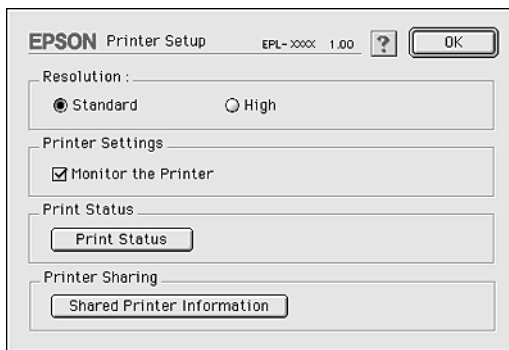 EPSON Printer Setup EPL-XXXX 1.00 ? OK
Resolution :
Standard High
Printer Settings
Monitor the Printer
Print Status
Print Status
Printer Sharing
Shared Printer Information